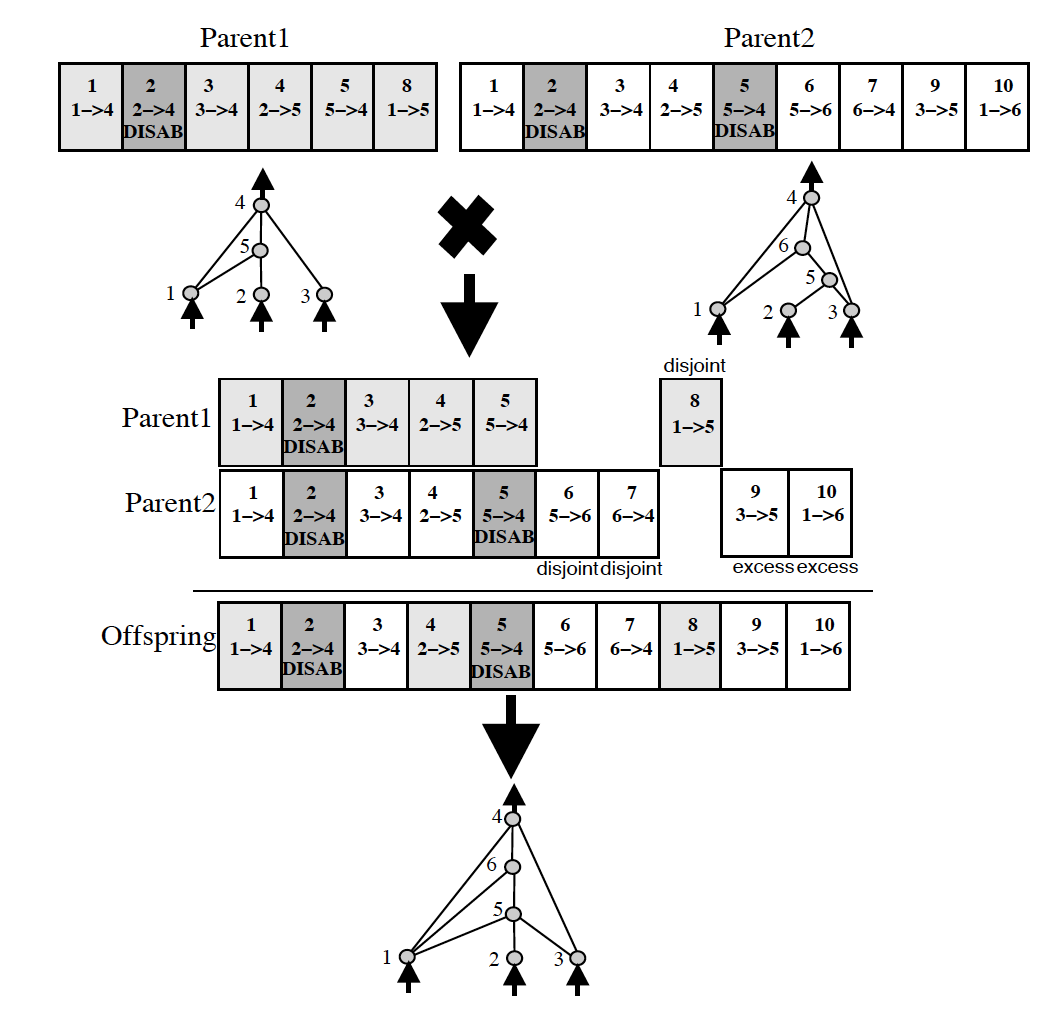 Parent1 Parent2
1 2 3 4 5 8 1 2 3 4 5 6 7 9 10
1–>4 2–>4 3–>4 2–>5 5–>4 1–>5 1–>4 2–>4 3–>4 2–>5 5–>4 5–>6 6–>4 3–>5 1–>6
DISAB DISAB DISAB
4 4
5 6
5
1 2 3 1 2 3
disjoint
Parent1 1 2 3 4 5 8
1–>4 2–>4 3–>4 2–>5 5–>4 1–>5
DISAB
Parent2 1 2 3 4 5 6 7 9 10
1–>4 2–>4 3–>4 2–>5 5–>4 5–>6 6–>4 3–>5 1–>6
DISAB DISAB
disjoint disjoint excess excess
Offspring 1 2 3 4 5 6 7 8 9 10
1–>4 2–>4 3–>4 2–>5 5–>4 5–>6 6–>4 1–>5 3–>5 1–>6
DISAB DISAB
4
6
5
1 2 3